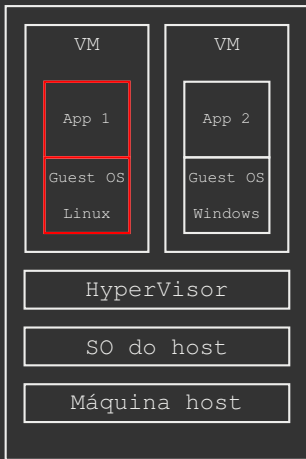 VM
App 1
Guest OS
Linux
VM
App 2
Guest OS
Windows
HyperVisor
SO do host
Máquina host